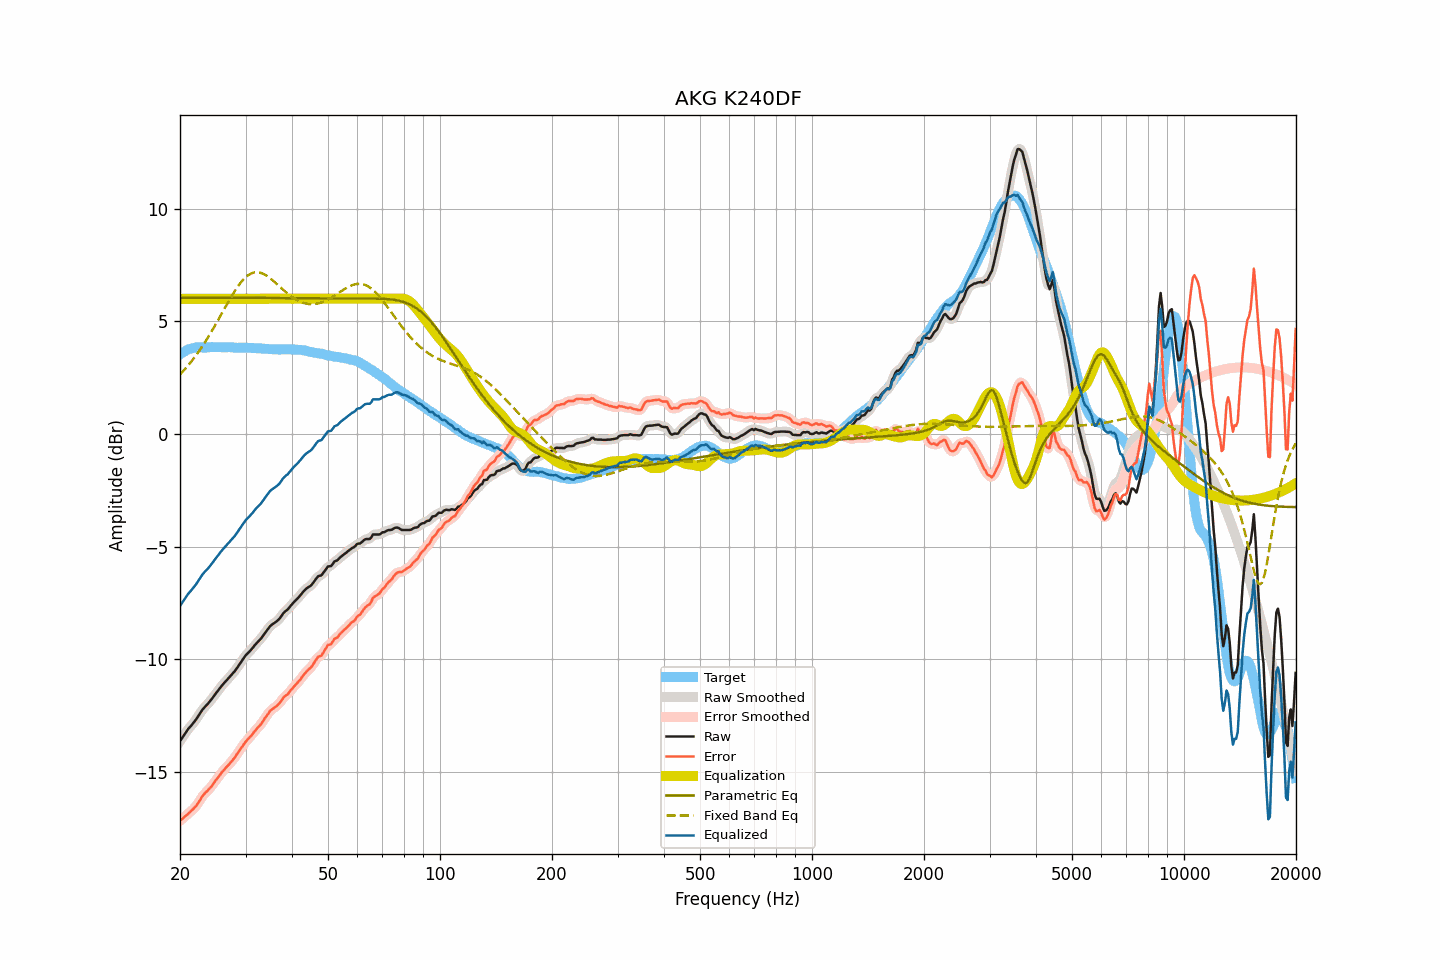 AKG K240DF
Amplitude (dBr)
10
5
0
−5
−10
−15
Target
Raw Smoothed
Error Smoothed
Raw
Error
Equalization
Parametric Eq
Fixed Band Eq
Equalized
20 50 100 200 500 1000 2000 5000 10000 20000
Frequency (Hz)